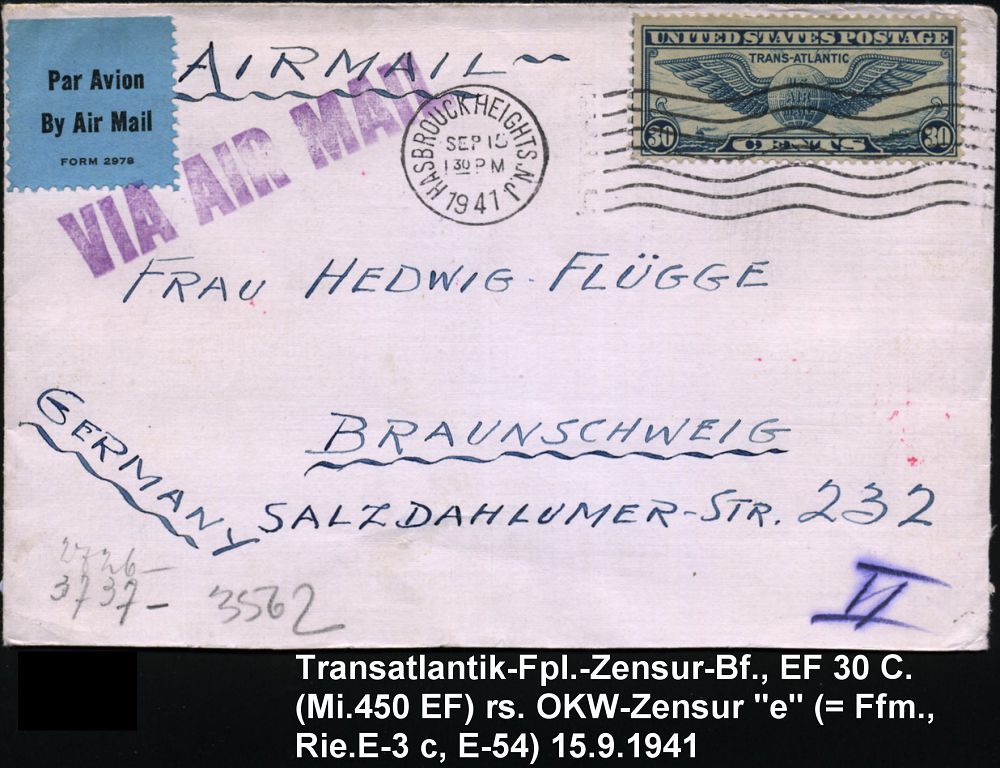 Par Avion
By Air Mail
FORM 2978
AIRMAIL ~
VIA AIR MAIL
HASBROUCK HEIGHTS. N.J.
SEP 15
1 30 PM
1941
UNITED STATES POSTAGE
TRANS-ATLANTIC
30 30
CENTS
FRAU HEDWIG FLÜGGE
BRAUNSCHWEIG
SALZDAHLUMER-STR. 232
GERMANY
2726-
3737-
3562
VI
Transatlantik-Fpl.-Zensur-Bf., EF 30 C.
(Mi.450 EF) rs. OKW-Zensur "e" (= Ffm.,
Rie.E-3 c, E-54) 15.9.1941